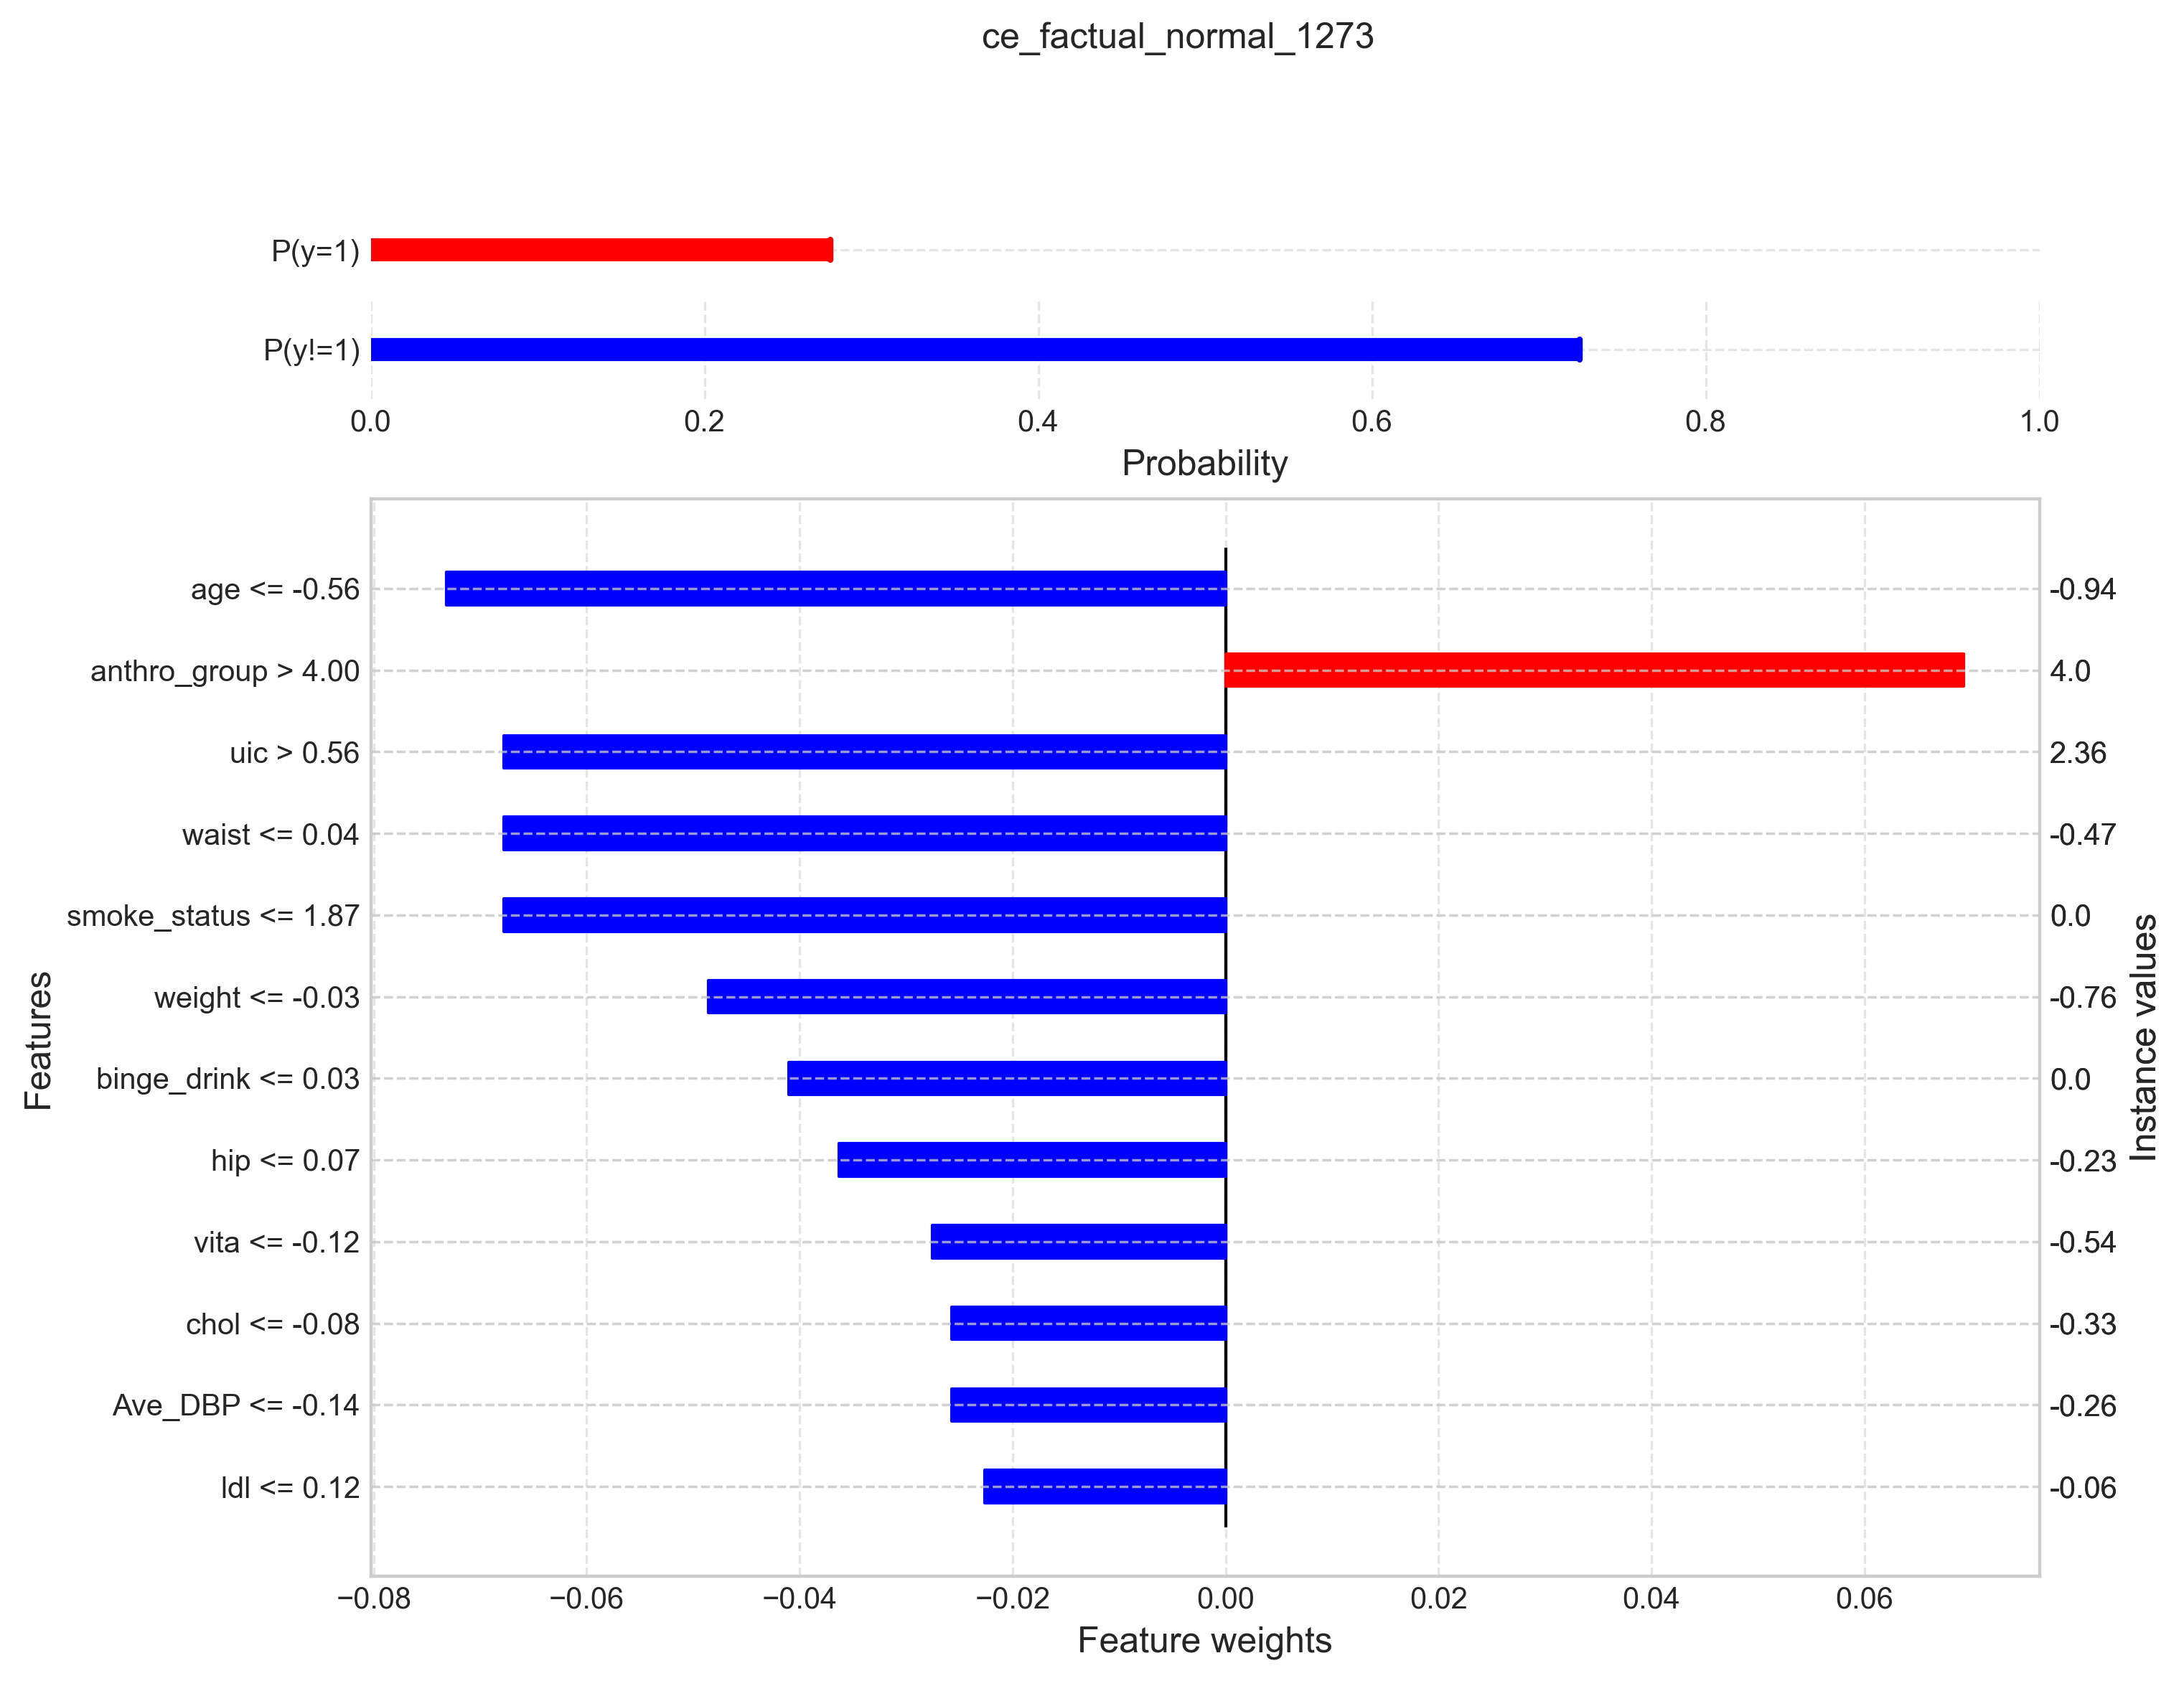 ce_factual_normal_1273
P(y=1)
P(y!=1)
0.0 0.2 0.4 0.6 0.8 1.0
Probability
age <= -0.56 -0.94
anthro_group > 4.00 4.0
uic > 0.56 2.36
waist <= 0.04 -0.47
smoke_status <= 1.87 0.0
weight <= -0.03 -0.76
binge_drink <= 0.03 0.0
hip <= 0.07 -0.23
vita <= -0.12 -0.54
chol <= -0.08 -0.33
Ave_DBP <= -0.14 -0.26
ldl <= 0.12 -0.06
Features
Instance values
−0.08 −0.06 −0.04 −0.02 0.00 0.02 0.04 0.06
Feature weights